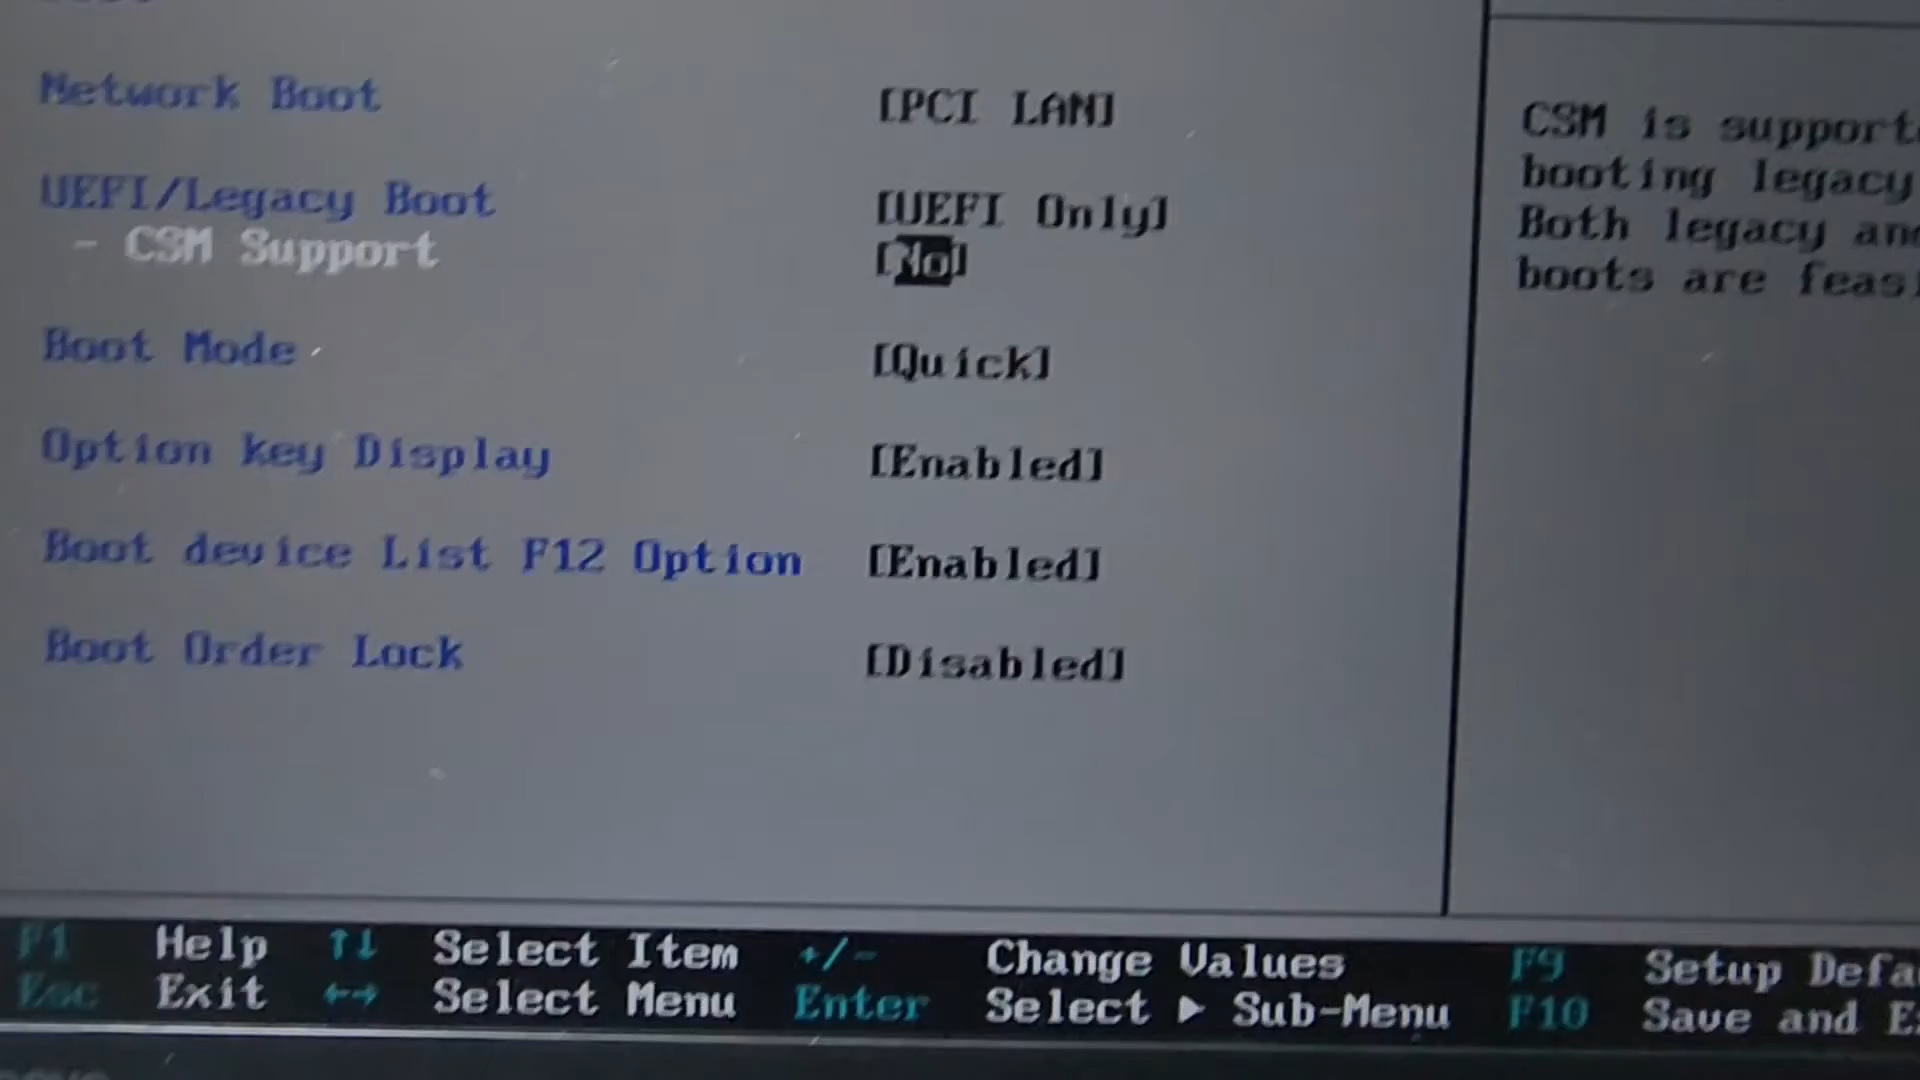 Network Boot [PCI LAN]
UEFI/Legacy Boot [UEFI Only]
- CSM Support [No]
Boot Mode [Quick]
Option key Display [Enabled]
Boot device List F12 Option [Enabled]
Boot Order Lock [Disabled]
CSM is support
booting legacy
Both legacy and
boots are feas
F1 Help ↑↓ Select Item +/- Change Values F9 Setup Defa
Esc Exit ←→ Select Menu Enter Select ▶ Sub-Menu F10 Save and E